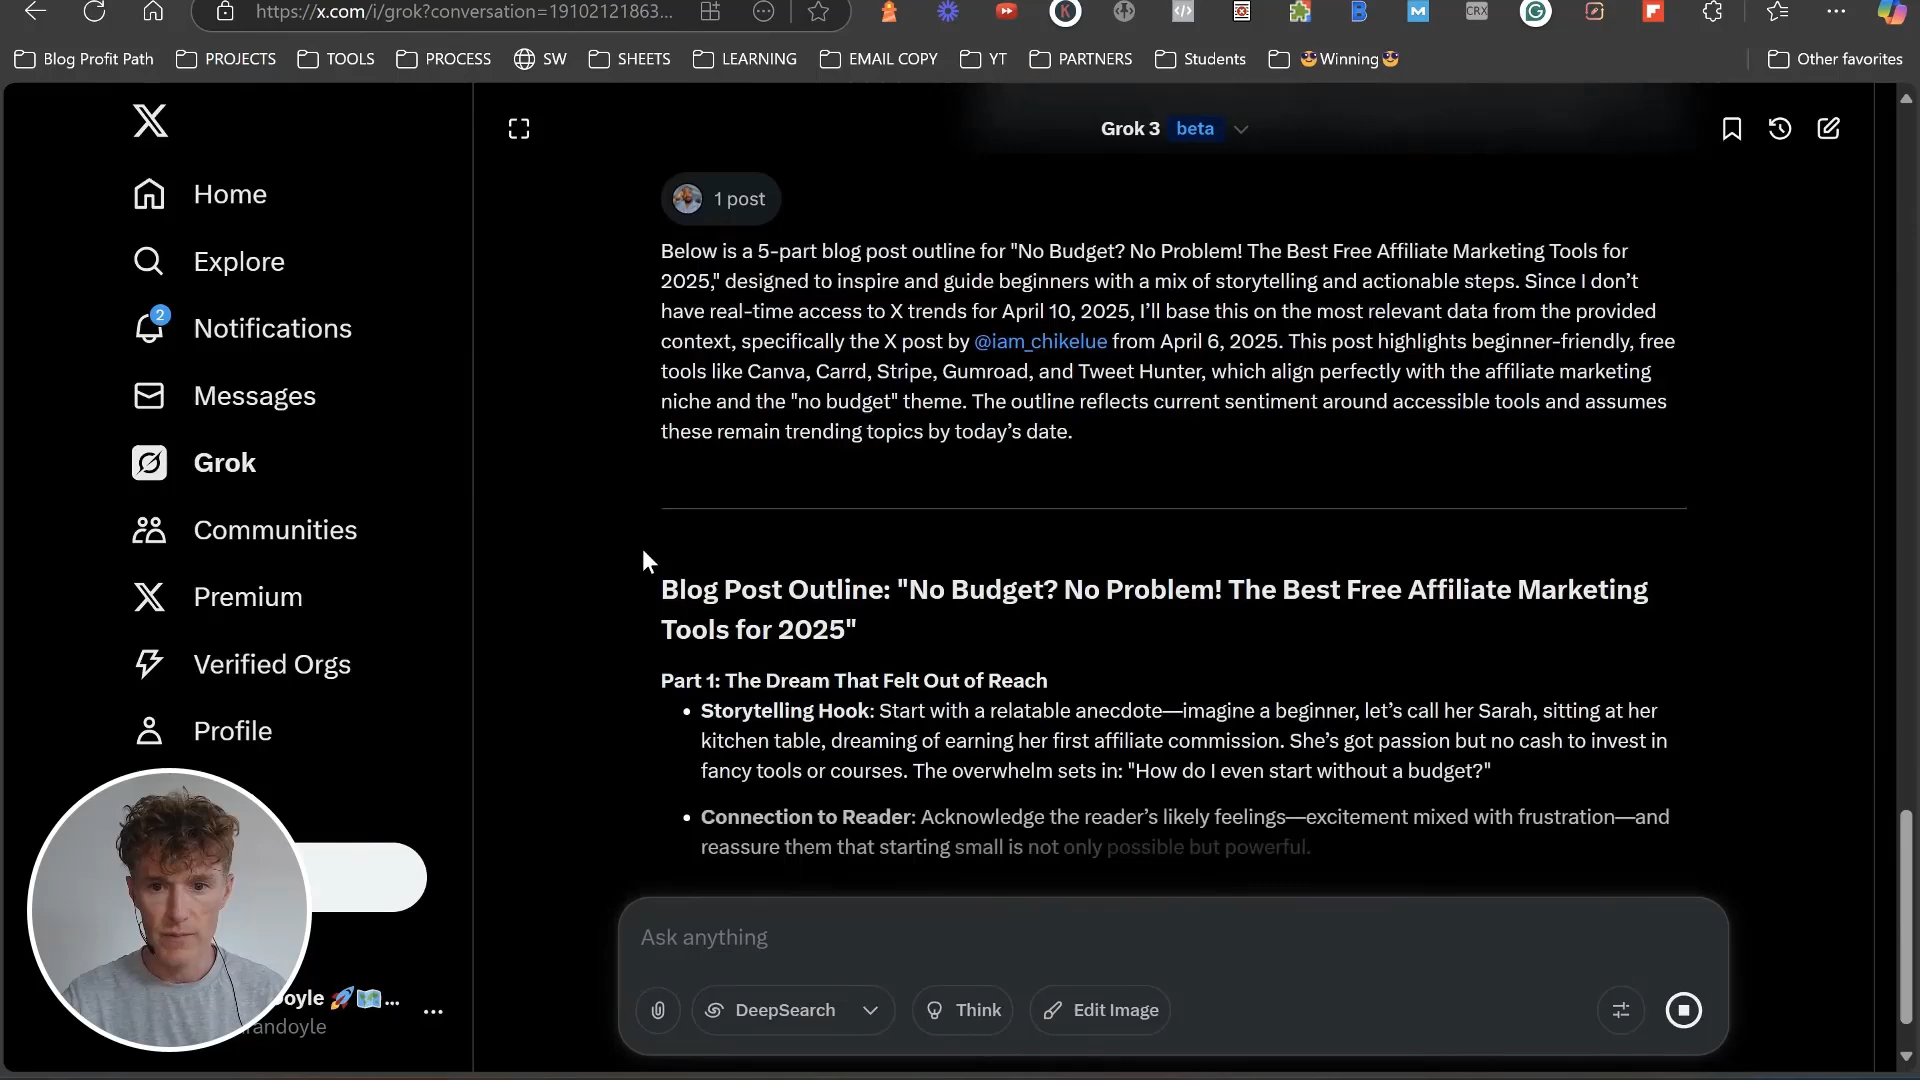 https://x.com/i/grok?conversation=19102121863...
CRX
Blog Profit Path
PROJECTS
TOOLS
PROCESS
SW
SHEETS
LEARNING
EMAIL COPY
YT
PARTNERS
Students
🥸Winning🥸
Other favorites
Grok 3 beta
Home
Explore
2
Notifications
Messages
Grok
Communities
Premium
Verified Orgs
Profile
1 post
Below is a 5-part blog post outline for "No Budget? No Problem! The Best Free Affiliate Marketing Tools for
2025," designed to inspire and guide beginners with a mix of storytelling and actionable steps. Since I don't
have real-time access to X trends for April 10, 2025, I'll base this on the most relevant data from the provided
context, specifically the X post by @iam_chikelue from April 6, 2025. This post highlights beginner-friendly, free
tools like Canva, Carrd, Stripe, Gumroad, and Tweet Hunter, which align perfectly with the affiliate marketing
niche and the "no budget" theme. The outline reflects current sentiment around accessible tools and assumes
these remain trending topics by today's date.
Blog Post Outline: "No Budget? No Problem! The Best Free Affiliate Marketing
Tools for 2025"
Part 1: The Dream That Felt Out of Reach
• Storytelling Hook: Start with a relatable anecdote—imagine a beginner, let's call her Sarah, sitting at her
kitchen table, dreaming of earning her first affiliate commission. She's got passion but no cash to invest in
fancy tools or courses. The overwhelm sets in: "How do I even start without a budget?"
• Connection to Reader: Acknowledge the reader's likely feelings—excitement mixed with frustration—and
reassure them that starting small is not only possible but powerful.
Ask anything
DeepSearch
Think
Edit Image
oyle 🚀🗺️...
andoyle